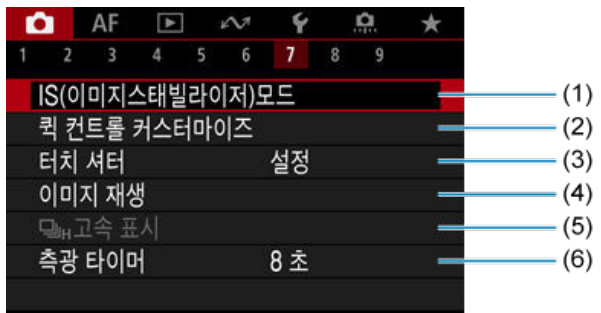 AF
1 2 3 4 5 6 7 8 9
IS(이미지스태빌라이저)모드 (1)
퀵 컨트롤 커스터마이즈 (2)
터치 셔터 설정 (3)
이미지 재생 (4)
H고속 표시 (5)
측광 타이머 8초 (6)